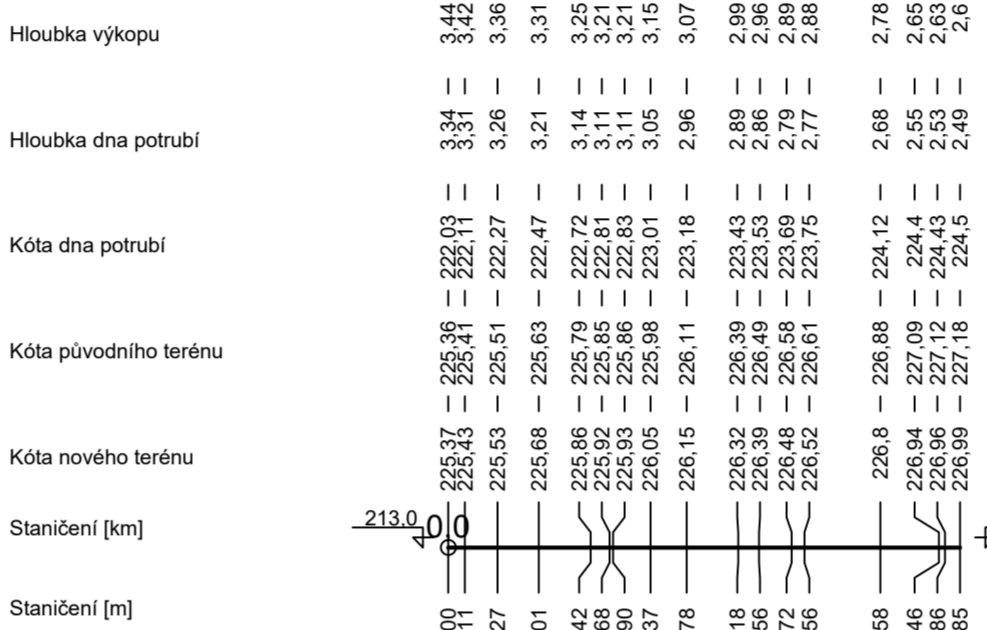 Hloubka výkopu 3,44 3,42 3,36 3,31 3,25 3,21 3,21 3,15 3,07 2,99 2,96 2,89 2,88 2,78 2,65 2,63 2,6
Hloubka dna potrubí 3,34 3,31 3,26 3,21 3,14 3,11 3,11 3,05 2,96 2,89 2,86 2,79 2,77 2,68 2,55 2,53 2,49
Kóta dna potrubí 222,03 222,11 222,27 222,47 222,72 222,81 222,83 223,01 223,18 223,43 223,53 223,69 223,75 224,12 224,4 224,43 224,5
Kóta původního terénu 225,36 225,41 225,51 225,63 225,79 225,85 225,86 225,98 226,11 226,39 226,49 226,58 226,61 226,88 227,09 227,12 227,18
Kóta nového terénu 225,37 225,43 225,53 225,68 225,86 225,92 225,93 226,05 226,15 226,32 226,39 226,48 226,52 226,8 226,94 226,96 226,99
Staničení [km] 213.0 0.0
Staničení [m] 00 11 27 01 42 68 90 37 78 18 56 72 56 58 46 86 85